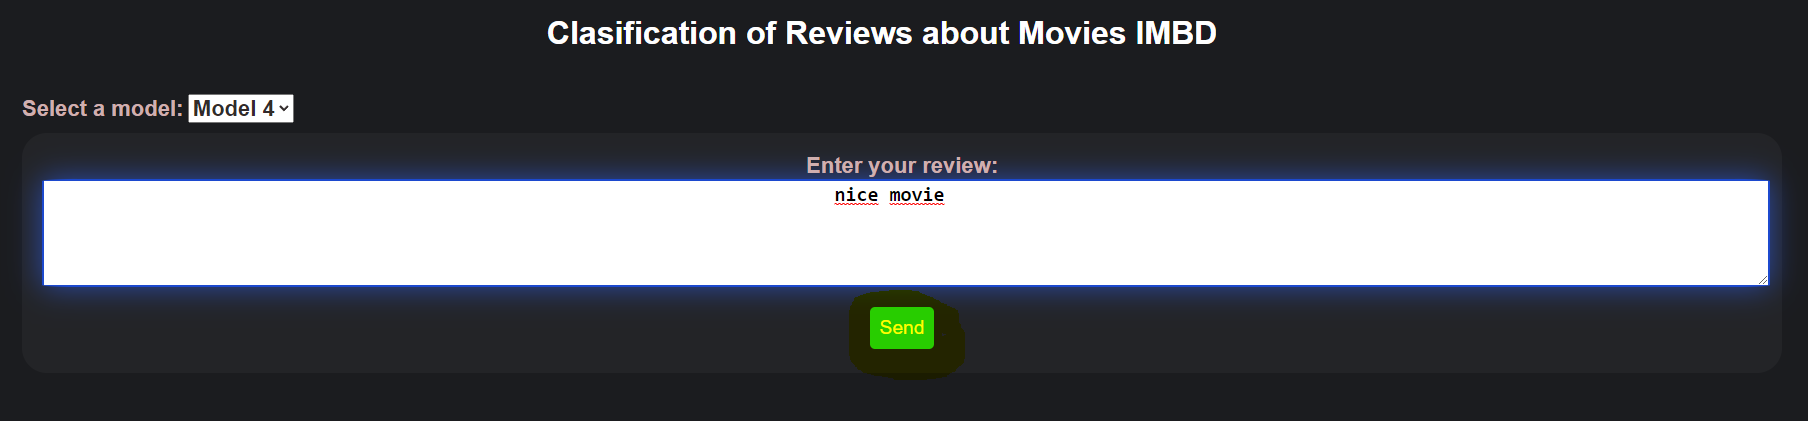 Clasification of Reviews about Movies IMBD
Select a model: Model 4
Enter your review:
nice movie
Send